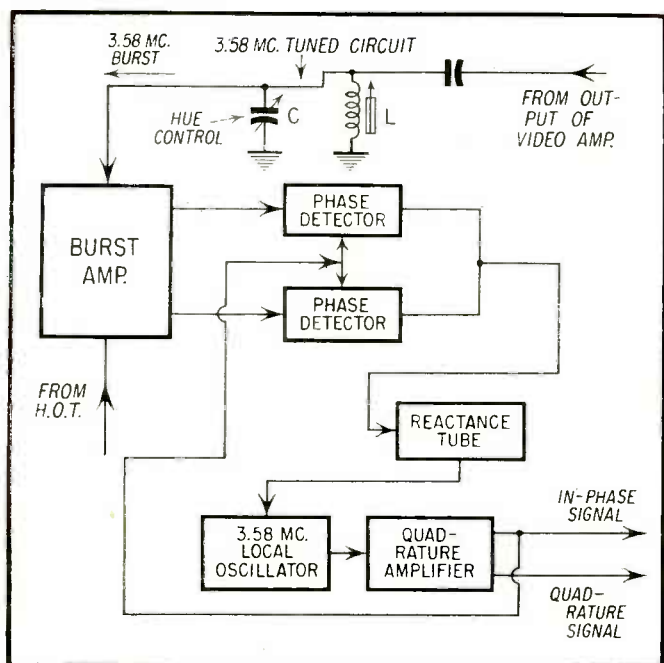 3.58 MC.
BURST
3.58 MC. TUNED CIRCUIT
HUE
CONTROL
C
L
FROM OUT-
PUT OF
VIDEO AMP.
BURST
AMP.
PHASE
DETECTOR
PHASE
DETECTOR
FROM
H.O.T.
REACTANCE
TUBE
3.58 MC.
LOCAL
OSCILLATOR
QUAD-
RATURE
AMPLIFIER
IN-PHASE
SIGNAL
QUAD-
RATURE
SIGNAL